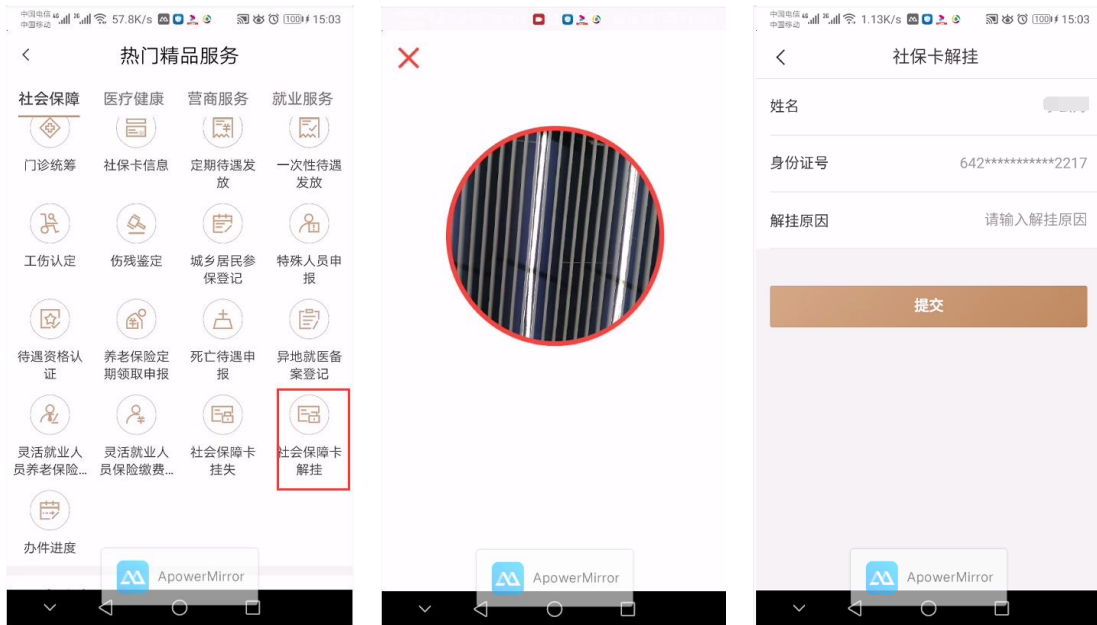 中国电信 57.8K/s 100 15:03
中国移动
热门精品服务
社会保障 医疗健康 营商服务 就业服务
门诊统筹 社保卡信息 定期待遇发放 一次性待遇发放
工伤认定 伤残鉴定 城乡居民参保登记 特殊人员申报
待遇资格认证 养老保险定期领取申报 死亡待遇申报 异地就医备案登记
灵活就业人员养老保险... 灵活就业人员保险缴费... 社会保障卡挂失 社会保障卡解挂
办件进度
ApowerMirror
ApowerMirror
中国电信 1.13K/s 100 15:03
中国移动
社保卡解挂
姓名
身份证号 642***********2217
解挂原因 请输入解挂原因
提交
ApowerMirror